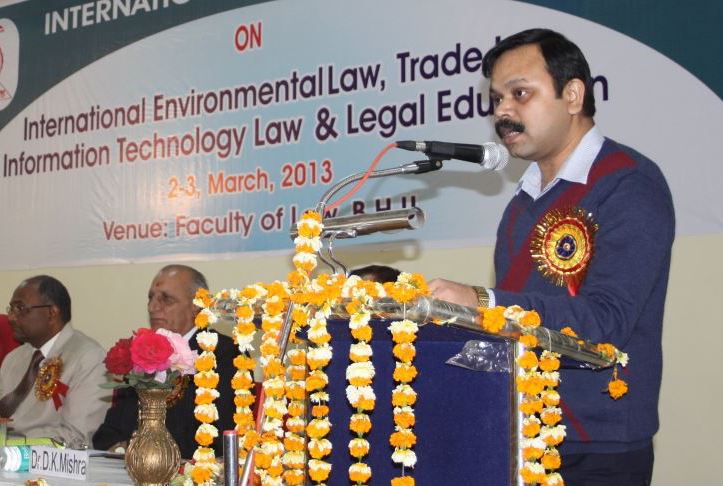 INTERNATIONA
ON
International Environmental Law, Trade
Information Technology Law & Legal Edu
2-3, March, 2013
Venue: Faculty of Law, B.H.U
Dr.D.K.Mishra